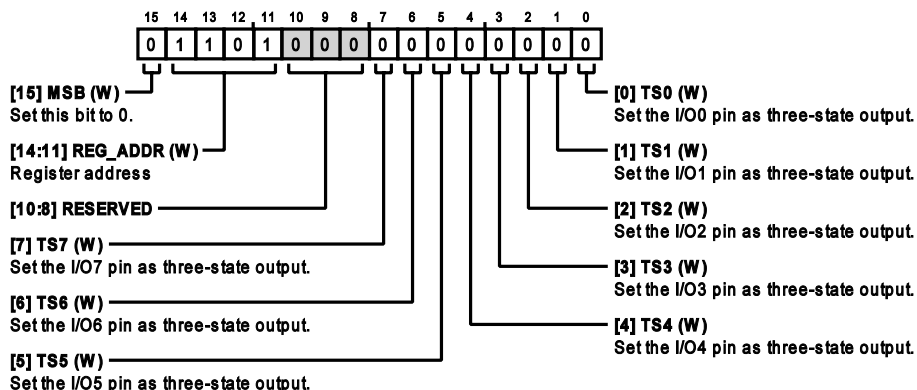 15 14 13 12 11 10 9 8 7 6 5 4 3 2 1 0
0 1 1 0 1 0 0 0 0 0 0 0 0 0 0 0
[15] MSB (W)
Set this bit to 0.
[14:11] REG_ADDR (W)
Register address
[10:8] RESERVED
[7] TS7 (W)
Set the I/O7 pin as three-state output.
[6] TS6 (W)
Set the I/O6 pin as three-state output.
[5] TS5 (W)
Set the I/O5 pin as three-state output.
[0] TS0 (W)
Set the I/O0 pin as three-state output.
[1] TS1 (W)
Set the I/O1 pin as three-state output.
[2] TS2 (W)
Set the I/O2 pin as three-state output.
[3] TS3 (W)
Set the I/O3 pin as three-state output.
[4] TS4 (W)
Set the I/O4 pin as three-state output.